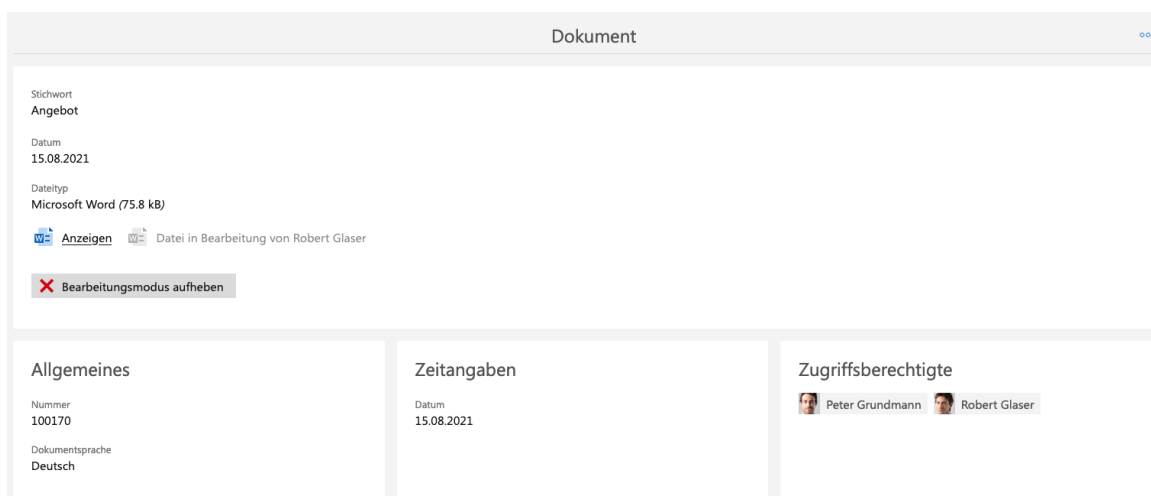 Dokument
Stichwort
Angebot
Datum
15.08.2021
Dateityp
Microsoft Word (75.8 kB)
Anzeigen Datei in Bearbeitung von Robert Glaser
Bearbeitungsmodus aufheben
Allgemeines
Nummer
100170
Dokumentsprache
Deutsch
Zeitangaben
Datum
15.08.2021
Zugriffsberechtigte
Peter Grundmann Robert Glaser